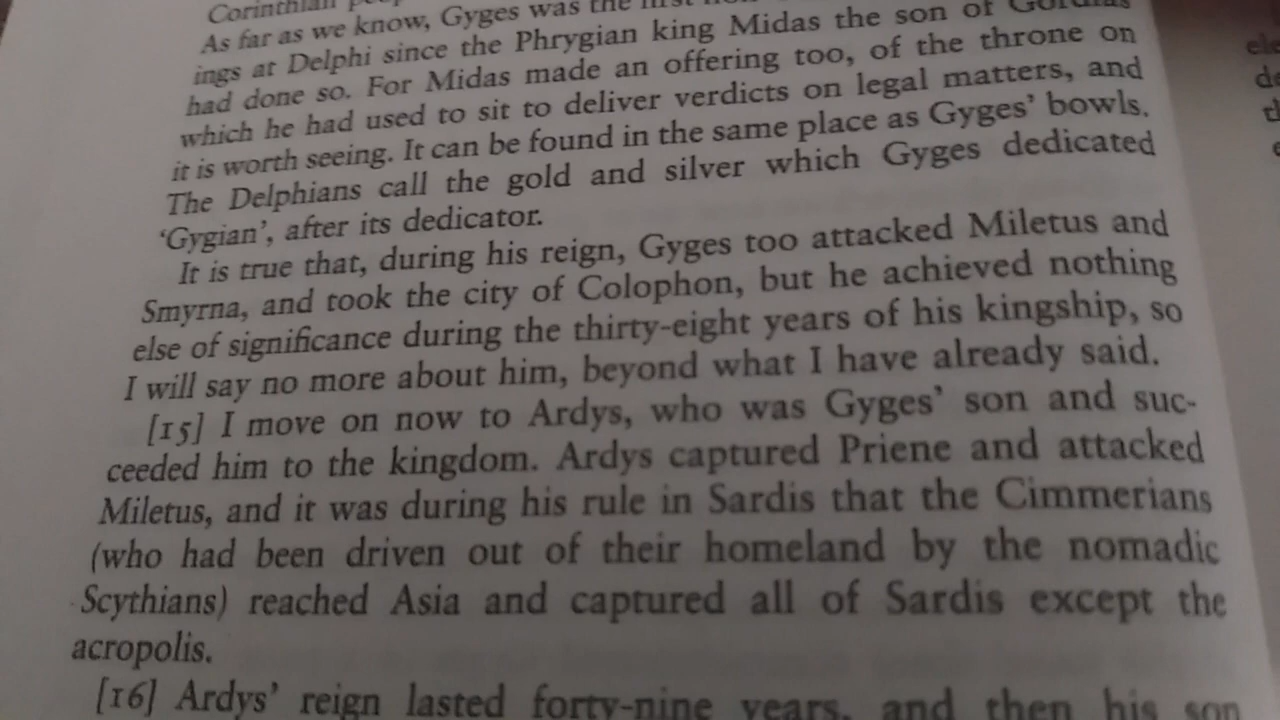 Corinthian
As far as we know, Gyges was the first
ings at Delphi since the Phrygian king Midas the son of Gordias
had done so. For Midas made an offering too, of the throne on
which he had used to sit to deliver verdicts on legal matters, and
it is worth seeing. It can be found in the same place as Gyges’ bowls.
The Delphians call the gold and silver which Gyges dedicated
‘Gygian’, after its dedicator.
It is true that, during his reign, Gyges too attacked Miletus and
Smyrna, and took the city of Colophon, but he achieved nothing
else of significance during the thirty-eight years of his kingship, so
I will say no more about him, beyond what I have already said.
[15] I move on now to Ardys, who was Gyges’ son and suc-
ceeded him to the kingdom. Ardys captured Priene and attacked
Miletus, and it was during his rule in Sardis that the Cimmerians
(who had been driven out of their homeland by the nomadic
Scythians) reached Asia and captured all of Sardis except the
acropolis.
[16] Ardys’ reign lasted forty-nine years, and then his son